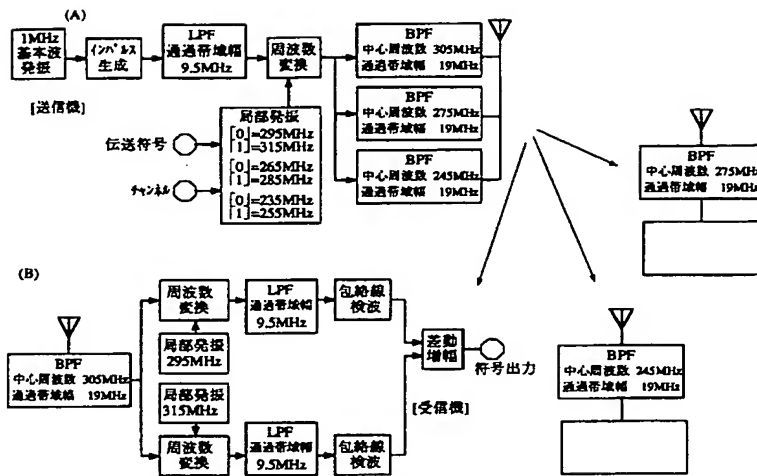 (A)
1MHz
基本波
発振
インパルス
生成
LPF
通過帯域幅
9.5MHz
周波数
変換
BPF
中心周波数 305MHz
通過帯域幅 19MHz
BPF
中心周波数 275MHz
通過帯域幅 19MHz
BPF
中心周波数 245MHz
通過帯域幅 19MHz
[送信機]
伝送符号
チャンネル
局部発振
「0」=295MHz
「1」=315MHz
「0」=265MHz
「1」=285MHz
「0」=235MHz
「1」=255MHz
BPF
中心周波数 275MHz
通過帯域幅 19MHz
(B)
BPF
中心周波数 305MHz
通過帯域幅 19MHz
周波数
変換
LPF
通過帯域幅
9.5MHz
包絡線
検波
局部発振
295MHz
局部発振
315MHz
周波数
変換
LPF
通過帯域幅
9.5MHz
包絡線
検波
差動
増幅
符号出力
[受信機]
BPF
中心周波数 245MHz
通過帯域幅 19MHz